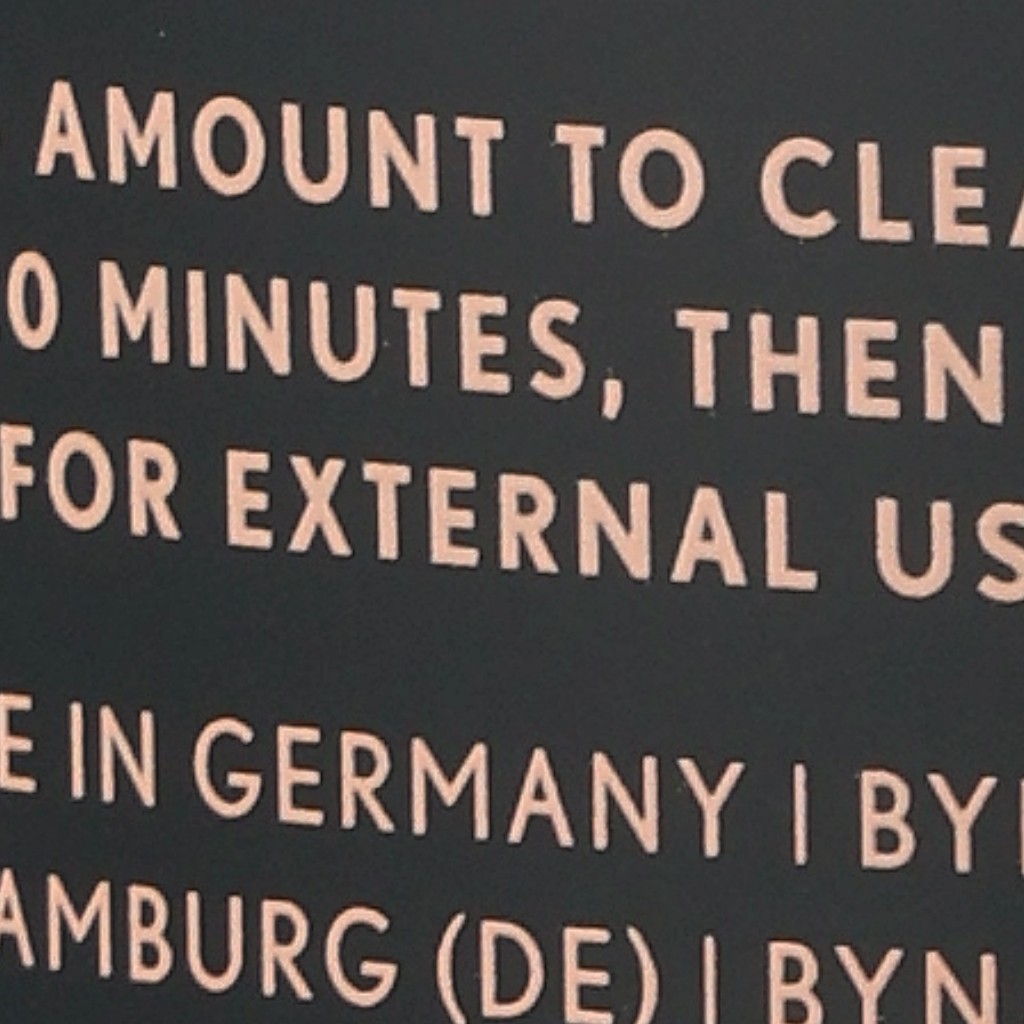 AMOUNT TO CLEA
0 MINUTES, THEN
FOR EXTERNAL US
E IN GERMANY | BY
AMBURG (DE) | BYN